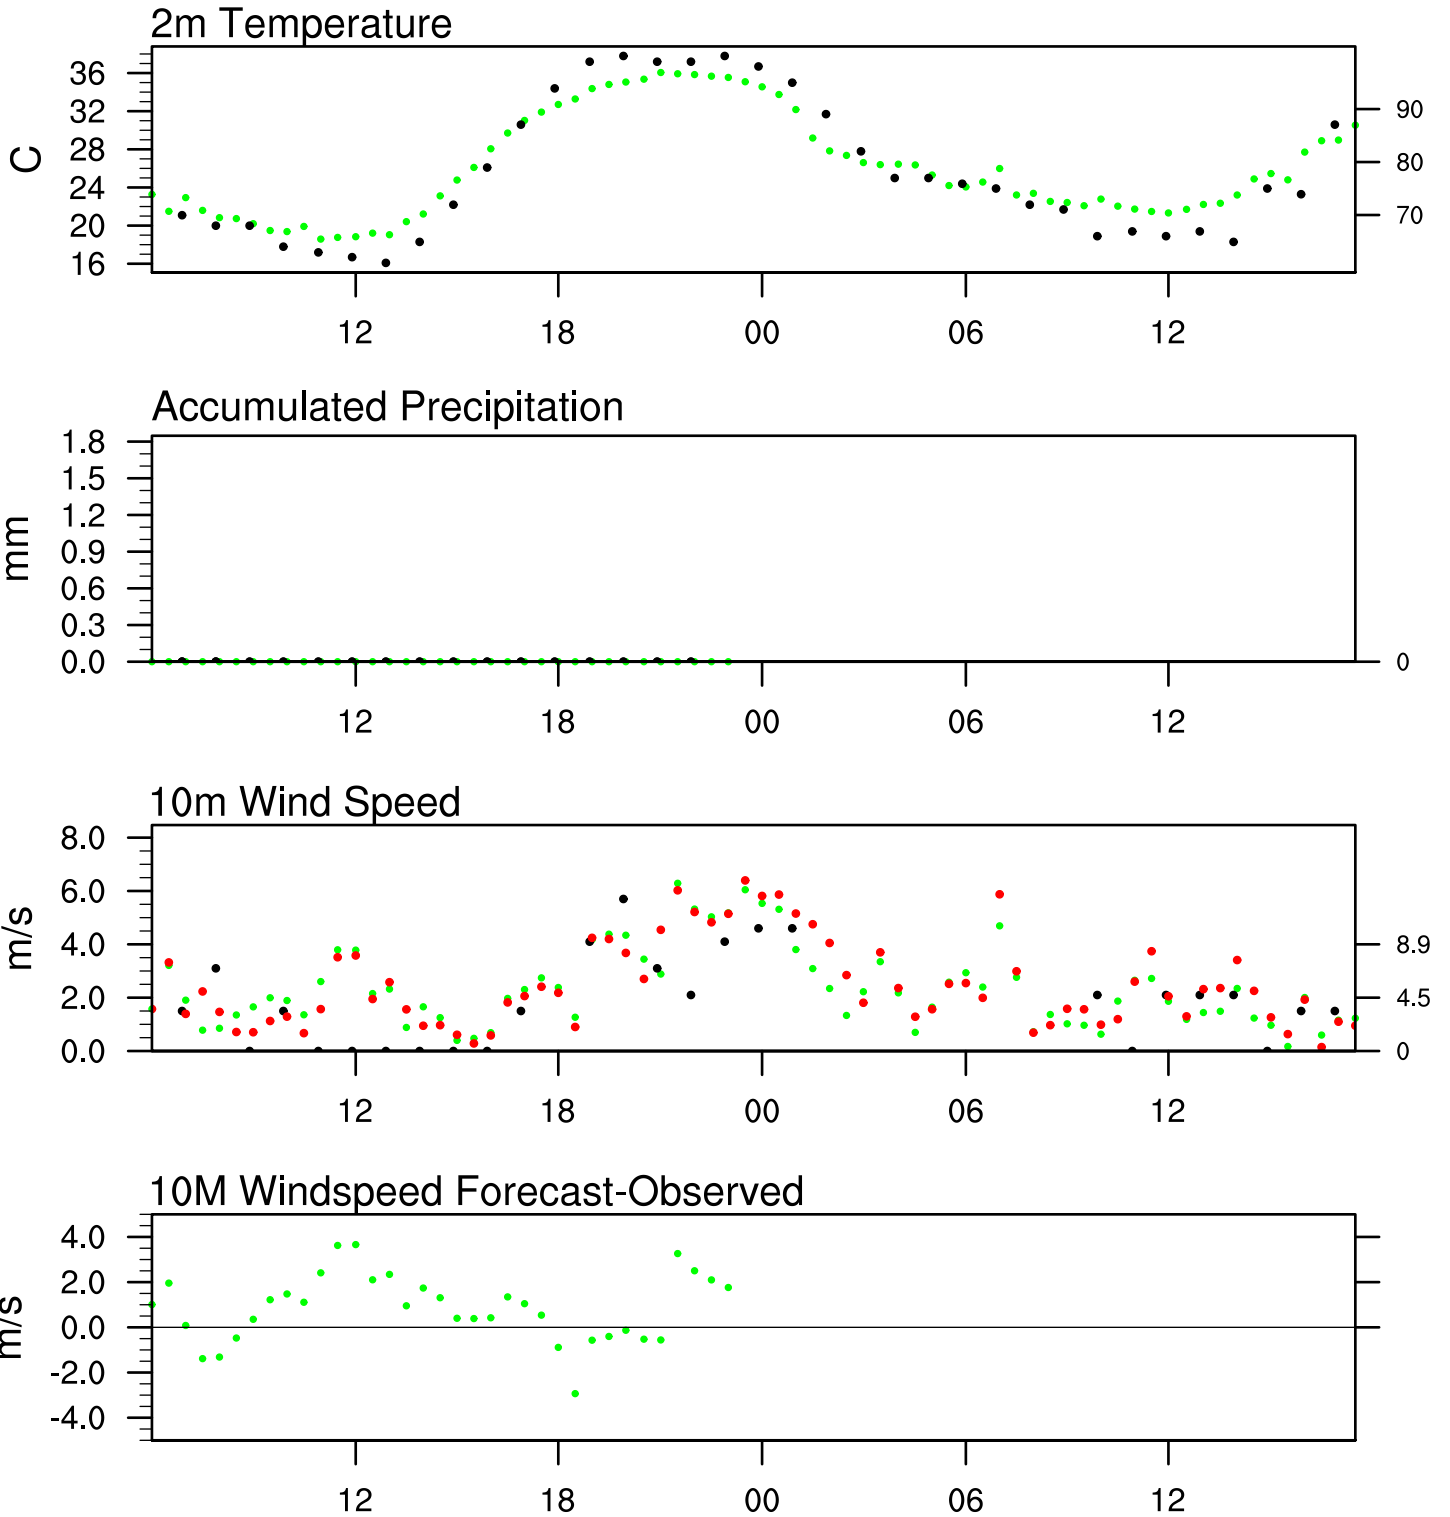 2m Temperature
C
36
32
28
24
20
16
90
80
70
12 18 00 06 12
Accumulated Precipitation
mm
1.8
1.5
1.2
0.9
0.6
0.3
0.0
0
12 18 00 06 12
10m Wind Speed
m/s
8.0
6.0
4.0
2.0
0.0
8.9
4.5
0
12 18 00 06 12
10M Windspeed Forecast-Observed
m/s
4.0
2.0
0.0
-2.0
-4.0
12 18 00 06 12